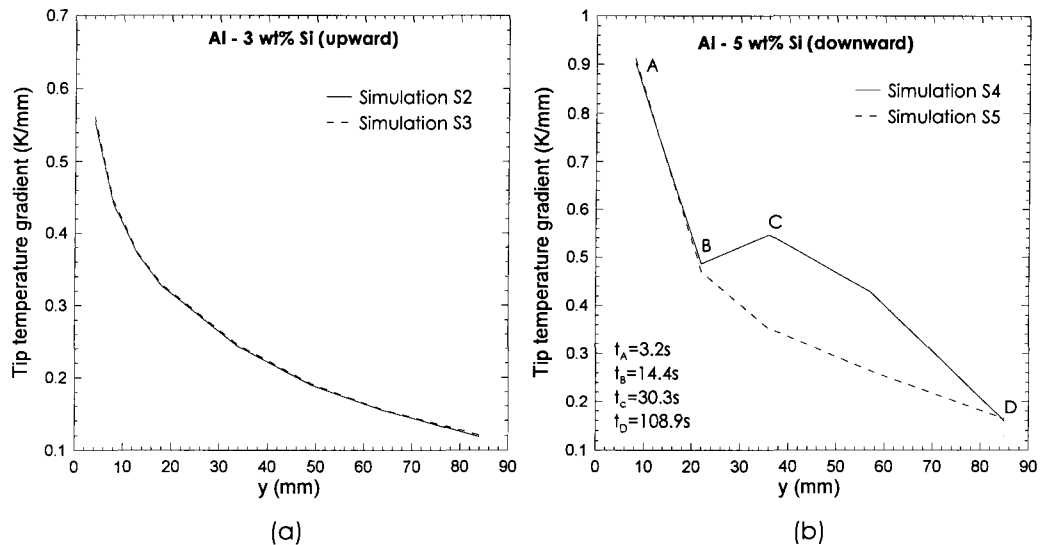 Al - 3 wt% Si (upward)
Simulation S2
Simulation S3
Tip temperature gradient (K/mm)
0.7
0.6
0.5
0.4
0.3
0.2
0.1
0 10 20 30 40 50 60 70 80 90
y (mm)
(a)
Al - 5 wt% Si (downward)
Simulation S4
Simulation S5
Tip temperature gradient (K/mm)
1
0.9
0.8
0.7
0.6
0.5
0.4
0.3
0.2
0.1
A
B
C
D
t_A=3.2s
t_B=14.4s
t_C=30.3s
t_D=108.9s
0 10 20 30 40 50 60 70 80 90
y (mm)
(b)